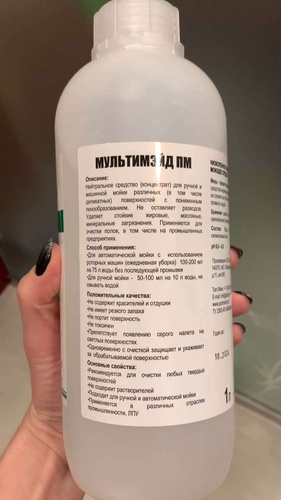 МУЛЬТИМЭЙД ПМ
Описание:
Нейтральное средство (концентрат) для ручной и
машинной мойки различных (в том числе
деликатных) поверхностей с пониженным
пенообразованием. Не оставляет разводов.
Удаляет стойкие жировые, масляные,
минеральные загрязнения. Применяется для
очистки полов, в том числе на промышленных
предприятиях.
Способ применения:
•Для автоматической мойки с использованием
роторных машин (ежедневная уборка) 100-200 мл
на 75 л воды без последующей промывки
•Для ручной мойки – 50-100 мл на 10 л воды, не
смывать водой
Положительные качества:
•Не содержит красителей и отдушки
•Не имеет резкого запаха
•Не портит поверхность
•Не токсичен
•Препятствует появлению серого налета на
светлых поверхностях
•Одновременно с очисткой защищает и ухаживает
за обрабатываемой поверхностью
Основные свойства:
•Рекомендуется для очистки любых твердых
поверхностей
•Не содержит растворителей
•Подходит для ручной и автоматической мойки
•Применяется в различных отраслях
промышленности, ЛПУ
1л